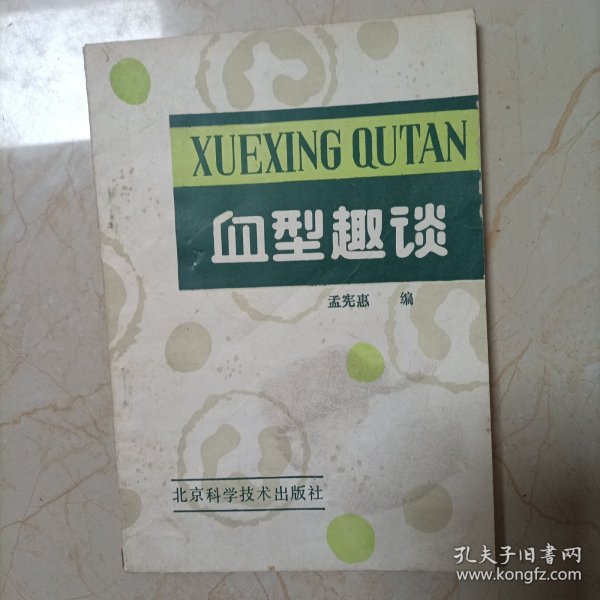 XUEXING QUTAN
血型趣谈
孟宪惠 编
北京科学技术出版社
孔夫子旧书网
www.kongfz.com